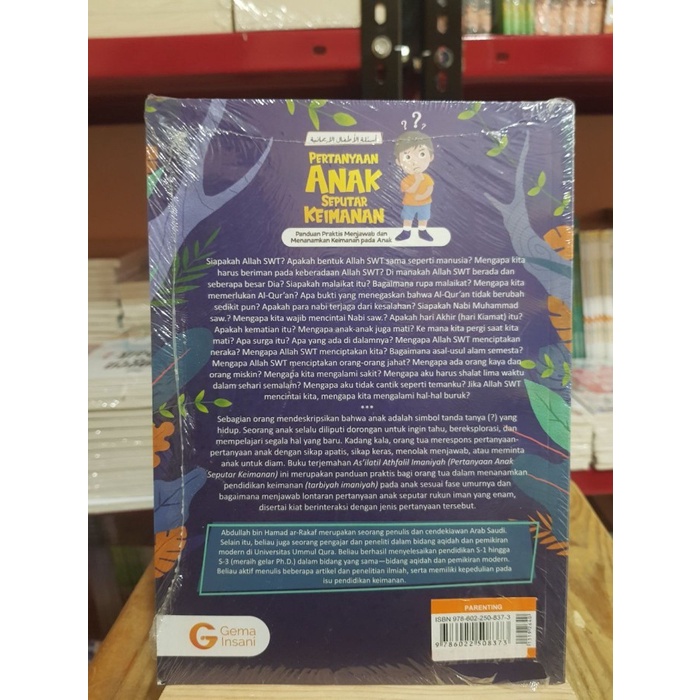 أسئلة الأطفال الإيمانية
? ? ?
PERTANYAAN
ANAK
SEPUTAR
KEIMANAN
Panduan Praktis Menjawab dan
Menanamkan Keimanan pada Anak
Siapakah Allah SWT? Apakah bentuk Allah SWT sama seperti manusia? Mengapa kita
harus beriman pada keberadaan Allah SWT? Di manakah Allah SWT berada dan
seberapa besar Dia? Siapakah malaikat itu? Bagaimana rupa malaikat? Mengapa kita
memerlukan Al-Qur'an? Apa bukti yang menegaskan bahwa Al-Qur'an tidak berubah
sedikit pun? Apakah para nabi terjaga dari kesalahan? Siapakah Nabi Muhammad
saw.? Mengapa kita wajib mencintai Nabi saw.? Apakah hari Akhir (hari Kiamat) itu?
Apakah kematian itu? Mengapa anak-anak juga mati? Ke mana kita pergi saat kita
mati? Apa surga itu? Apa yang ada di dalamnya? Mengapa Allah SWT menciptakan
neraka? Mengapa Allah SWT menciptakan kita? Bagaimana asal-usul alam semesta?
Mengapa Allah SWT menciptakan orang-orang jahat? Mengapa ada orang kaya dan
orang miskin? Mengapa kita mengalami sakit? Mengapa aku harus shalat lima waktu
dalam sehari semalam? Mengapa aku tidak cantik seperti temanku? Jika Allah SWT
mencintai kita, mengapa kita mengalami hal-hal buruk?
***
Sebagian orang mendeskripsikan bahwa anak adalah simbol tanda tanya (?) yang
hidup. Seorang anak selalu diliputi dorongan untuk ingin tahu, bereksplorasi, dan
mempelajari segala hal yang baru. Kadang kala, orang tua merespons pertanyaan-
pertanyaan anak dengan sikap apatis, sikap keras, menolak menjawab, atau meminta
anak untuk diam. Buku terjemahan As'ilatil Athfalil Imaniyah (Pertanyaan Anak
Seputar Keimanan) ini merupakan panduan praktis bagi orang tua dalam menanamkan
pendidikan keimanan (tarbiyah imaniyah) pada anak sesuai fase umurnya dan
bagaimana menjawab lontaran pertanyaan anak seputar rukun iman yang enam,
disertai kiat berinteraksi dengan jenis pertanyaan tersebut.
Abdullah bin Hamad ar-Rakaf merupakan seorang penulis dan cendekiawan Arab Saudi.
Selain itu, beliau juga seorang pengajar dan peneliti dalam bidang aqidah dan pemikiran
modern di Universitas Ummul Qura. Beliau berhasil menyelesaikan pendidikan S-1 hingga
S-3 (meraih gelar Ph.D.) dalam bidang yang sama—bidang aqidah dan pemikiran modern.
Beliau aktif menulis beberapa artikel dan penelitian ilmiah, serta memiliki kepedulian pada
isu pendidikan keimanan.
PARENTING
ISBN 978-602-250-837-3
9 786022 508373
Gema
Insani